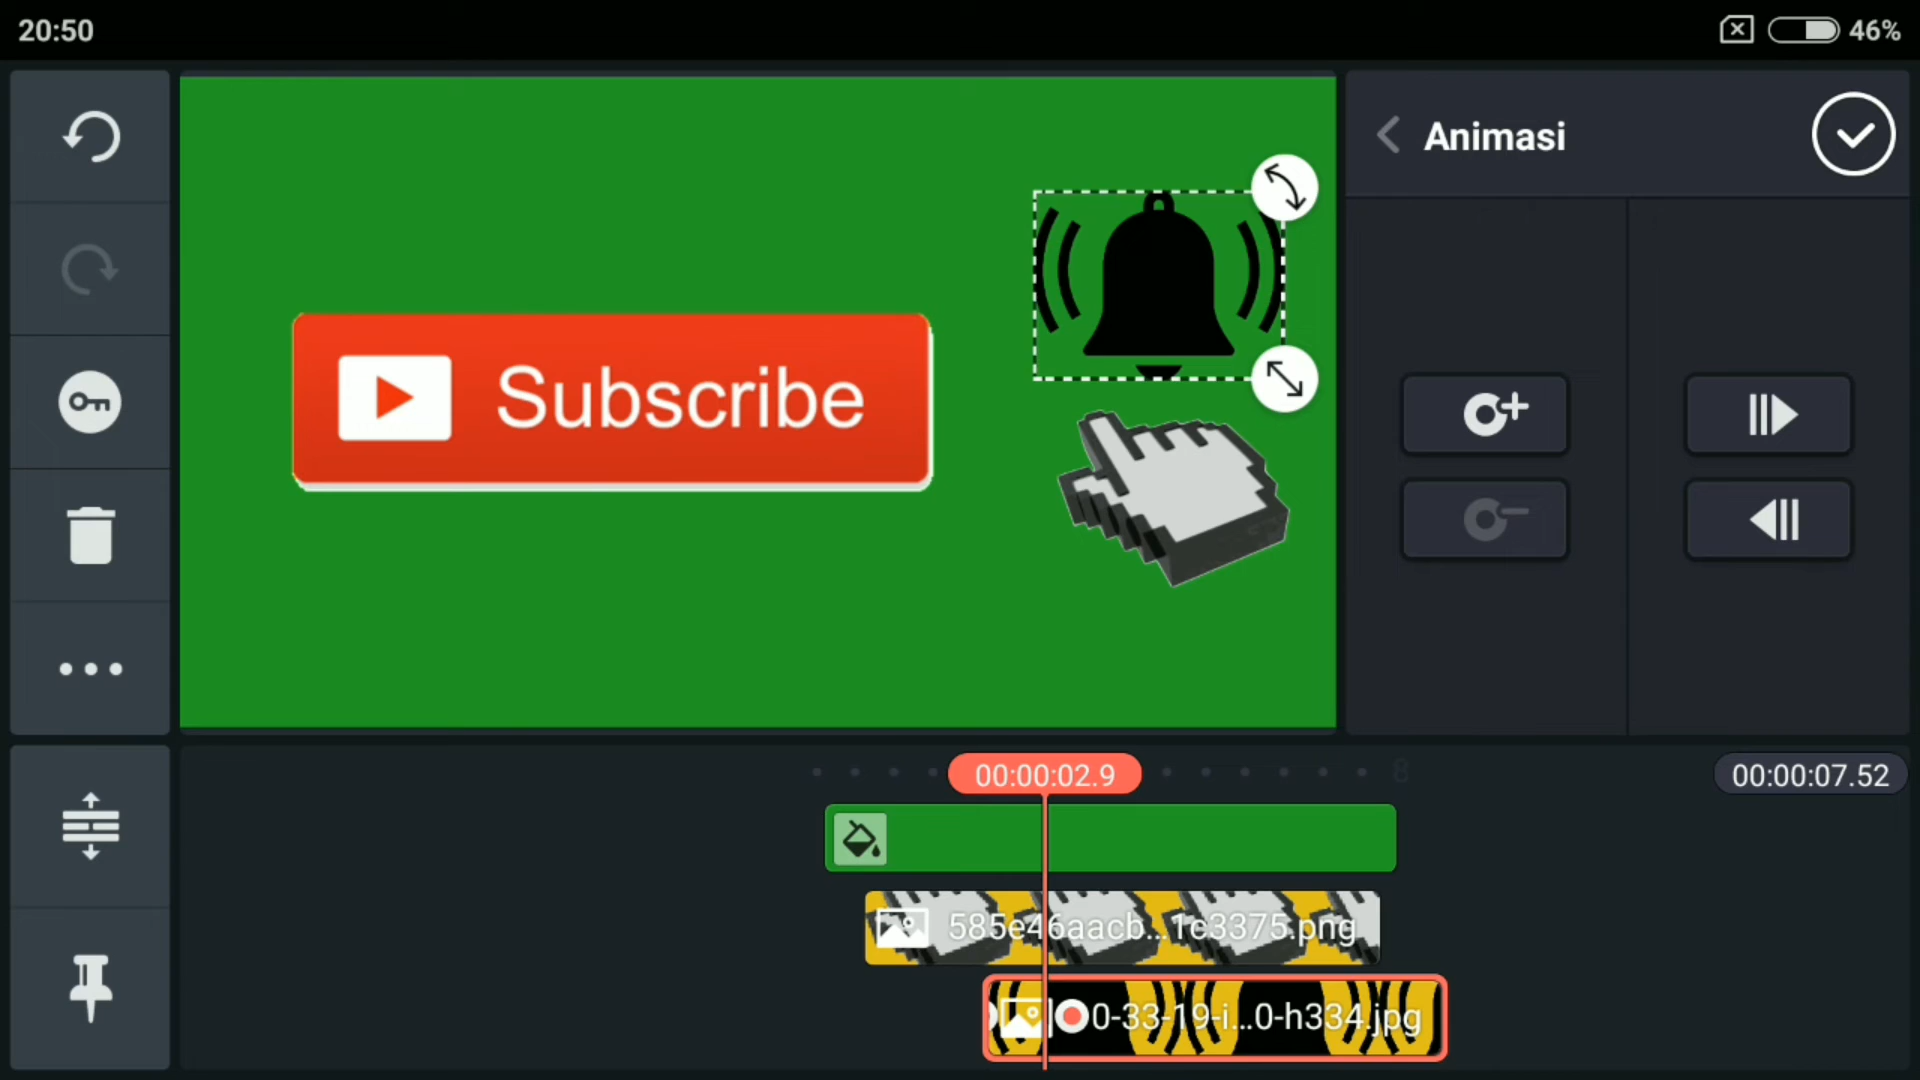 20:50
46%
Animasi
Subscribe
00:00:02.9
8
00:00:07.52
585e46aacb...1c3375.png
0-33-19-i...0-h334.jpg